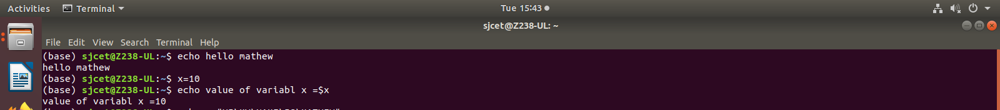 Activities Terminal Tue 15:43
sjcet@Z238-UL: ~
File Edit View Search Terminal Help
(base) sjcet@Z238-UL:~$ echo hello mathew
hello mathew
(base) sjcet@Z238-UL:~$ x=10
(base) sjcet@Z238-UL:~$ echo value of variabl x =$x
value of variabl x =10